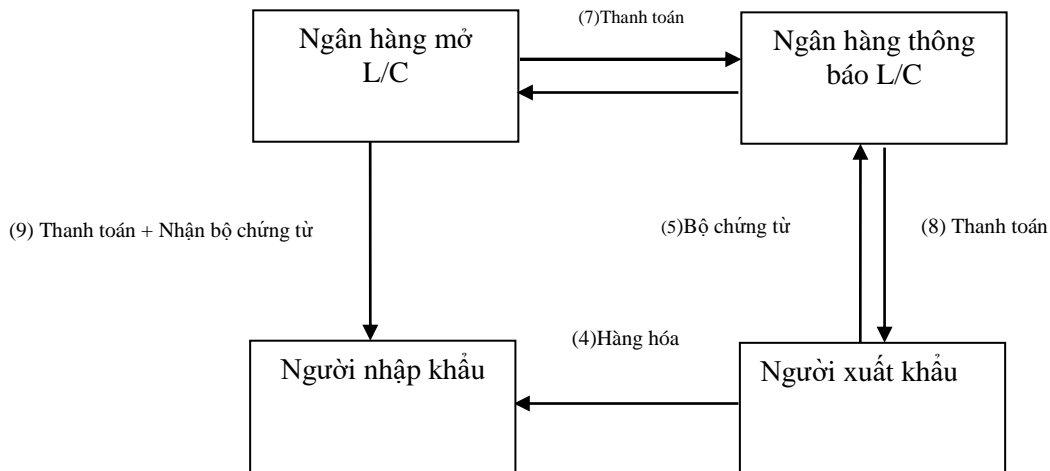 (7)Thanh toán
Ngân hàng mở
L/C
Ngân hàng thông
báo L/C
(9) Thanh toán + Nhận bộ chứng từ
(5)Bộ chứng từ
(8) Thanh toán
(4)Hàng hóa
Người nhập khẩu
Người xuất khẩu